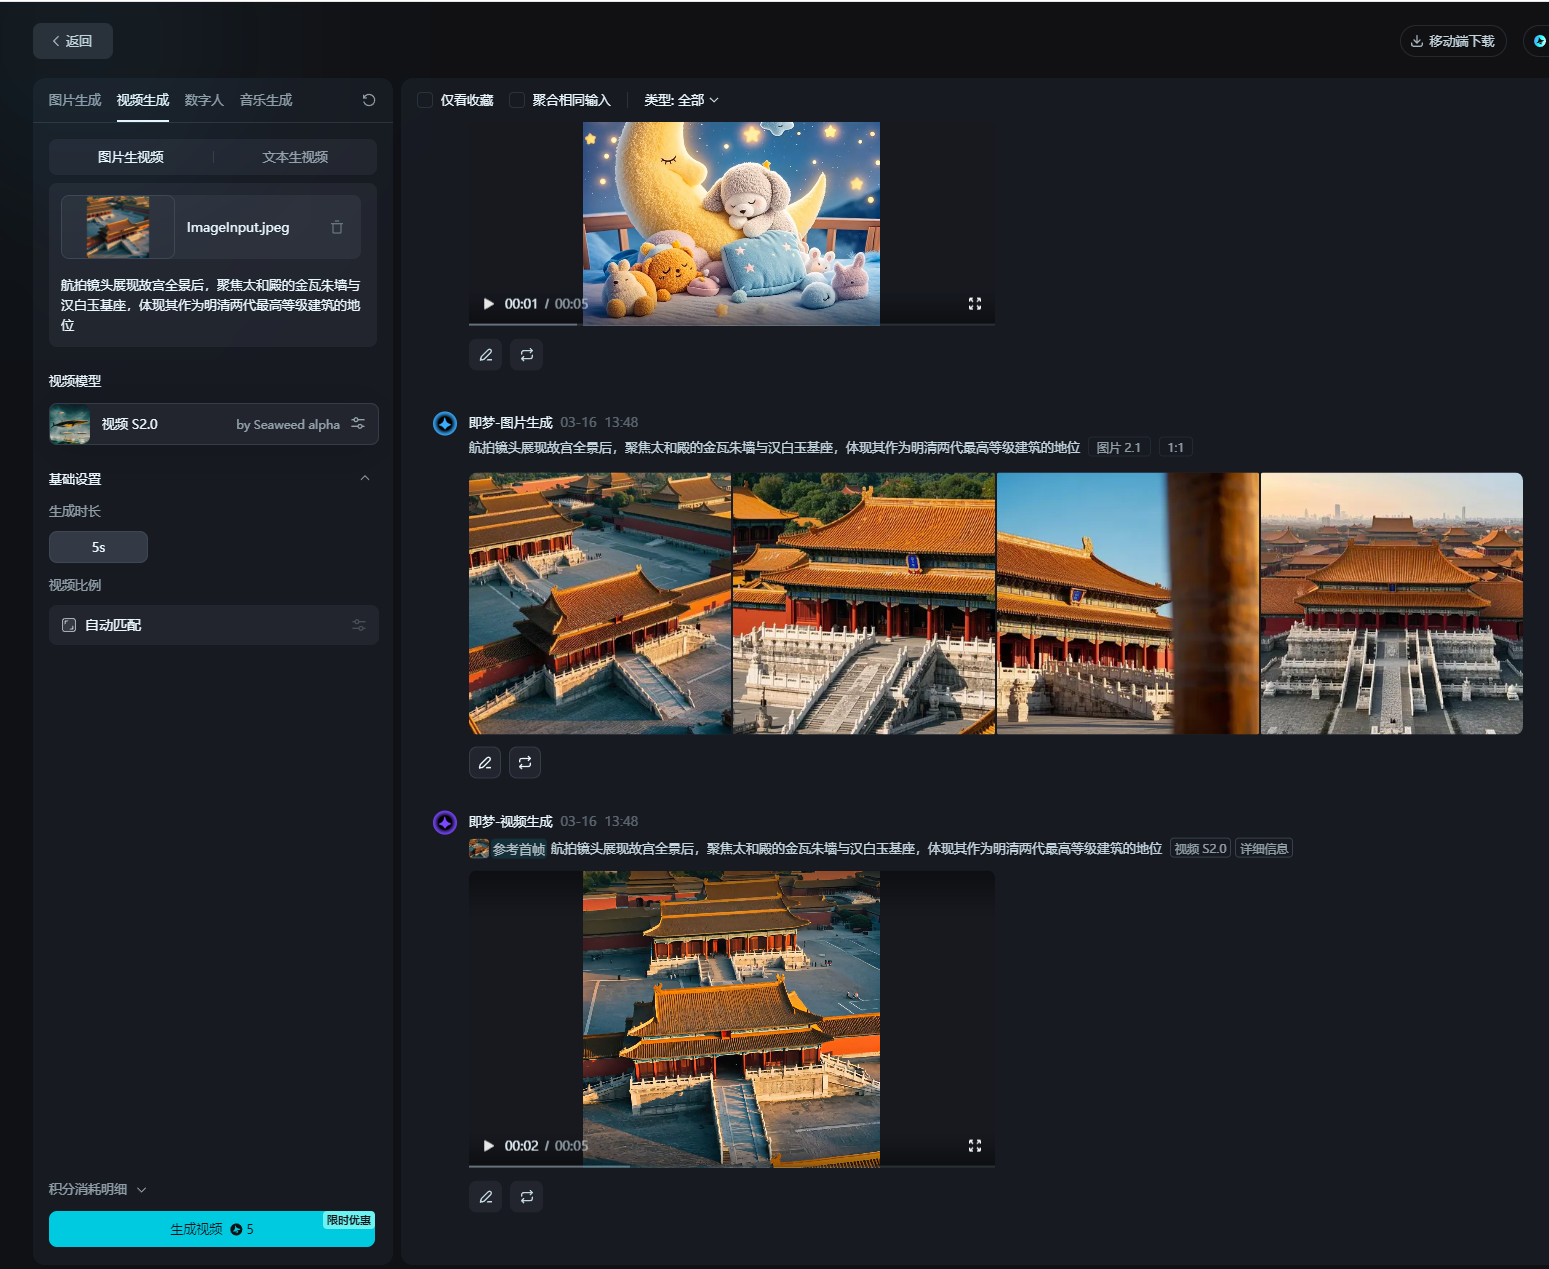 返回
移动端下载
图片生成 视频生成 数字人 音乐生成
图片生视频 文本生视频
ImageInput.jpeg
航拍镜头展现故宫全景后，聚焦太和殿的金瓦朱墙与
汉白玉基座，体现其作为明清两代最高等级建筑的地
位
视频模型
视频 S2.0 by Seaweed alpha
基础设置
生成时长
5s
视频比例
自动匹配
积分消耗明细
限时优惠
生成视频 5
仅看收藏 聚合相同输入 类型: 全部
00:01 / 00:05
即梦-图片生成 03-16 13:48
航拍镜头展现故宫全景后，聚焦太和殿的金瓦朱墙与汉白玉基座，体现其作为明清两代最高等级建筑的地位 图片 2.1 1:1
即梦-视频生成 03-16 13:48
参考首帧 航拍镜头展现故宫全景后，聚焦太和殿的金瓦朱墙与汉白玉基座，体现其作为明清两代最高等级建筑的地位 视频 S2.0 详细信息
00:02 / 00:05